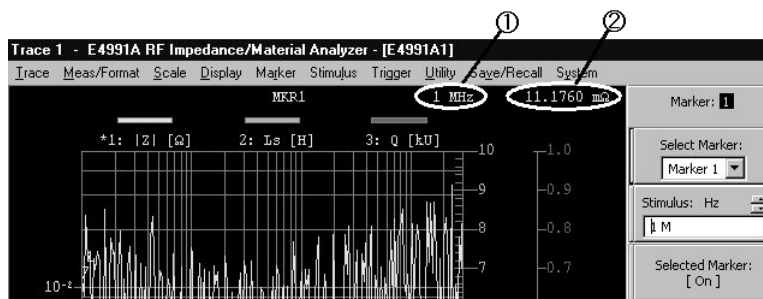 ① ②
Trace 1 - E4991A RF Impedance/Material Analyzer - [E4991A1]
Trace Meas/Format Scale Display Marker Stimulus Trigger Utility Save/Recall System
MKR1 1 MHz 11.1760 mΩ
Marker: 1
*1: |Z| [Ω] 2: Ls [H] 3: Q [kU]
Select Marker:
Marker 1
10 1.0
9 0.9
Stimulus: Hz
1 M
8 0.8
7 0.7
Selected Marker:
[ On ]
10-2